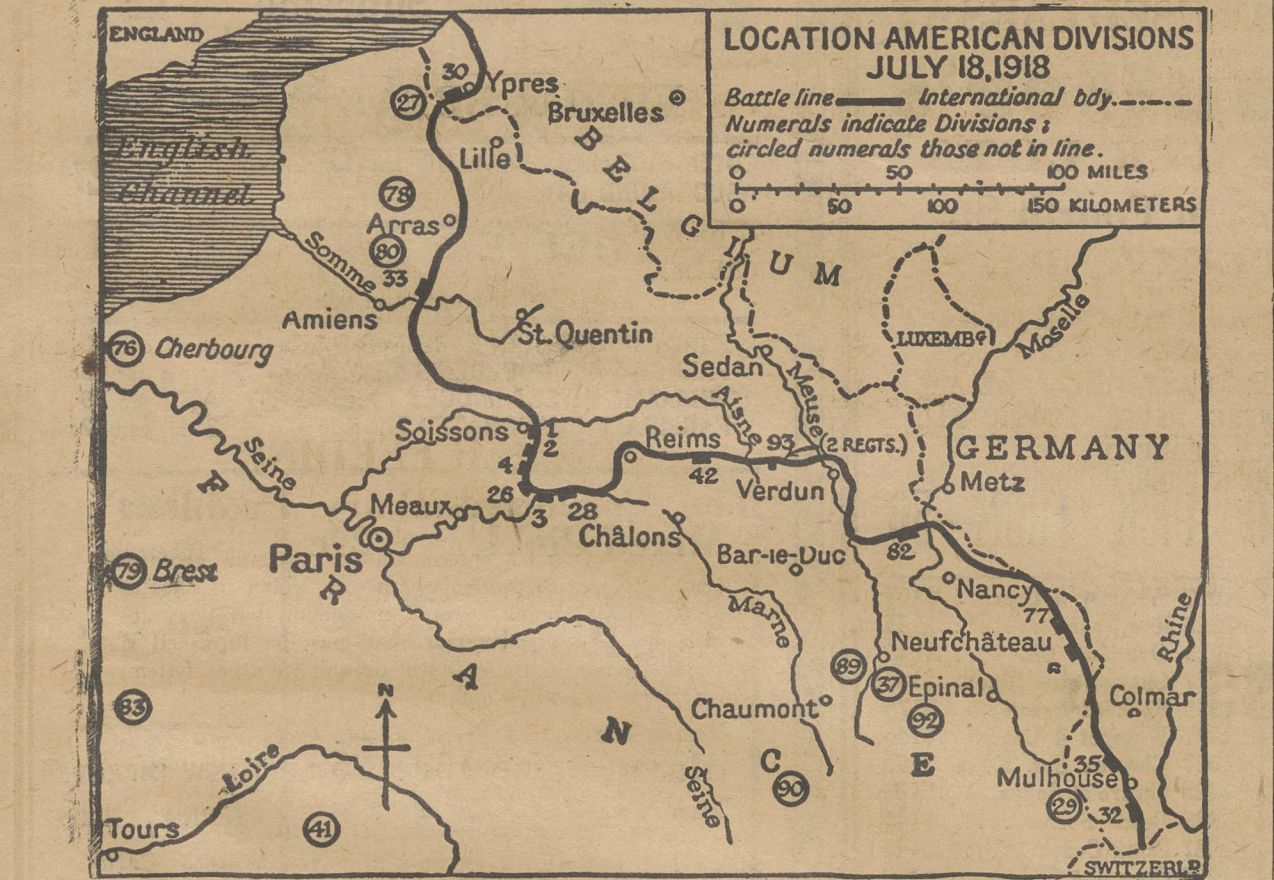 ENGLAND
LOCATION AMERICAN DIVISIONS
JULY 18, 1918
Battle line International bdy.
Numerals indicate Divisions;
circled numerals those not in line.
0 50 100 MILES
0 50 100 150 KILOMETERS
30
Ypres
27
Bruxelles
English
Channel
Lille
BELGIUM
78
Arras
80
33
Somme
Amiens
St. Quentin
LUXEMBG
Moselle
76 Cherbourg
Sedan
Meuse
Aisne
Soissons
1
2
Reims
93 (2 REGTS.)
GERMANY
Seine
4
42
Verdun
Metz
26
Meaux
3
28
Châlons
FRANCE
Paris
Bar-le-Duc
82
79 Brest
Nancy
Marne
77
Rhine
Neufchâteau
89
37
Epinal
83
N
Chaumont
92
Colmar
Loire
90
35
Mulhouse
Seine
29
32
Tours
41
SWITZERLD